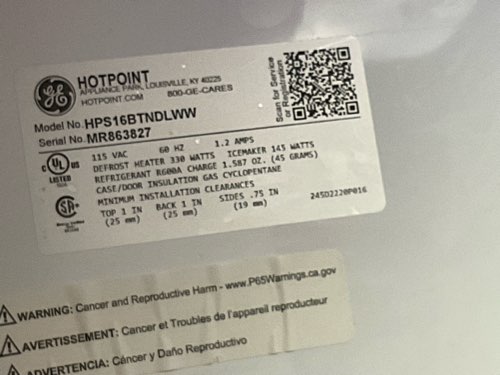 GE
HOTPOINT
APPLIANCE PARK, LOUISVILLE, KY 40225
HOTPOINT.COM 800-GE-CARES
Scan for Service
or Registration
Model No. HPS16BTNDLWW
Serial No. MR863827
C UL US
LISTED
115 VAC 60 HZ 1.2 AMPS
DEFROST HEATER 330 WATTS ICEMAKER 145 WATTS
REFRIGERANT R600A CHARGE 1.587 OZ. (45 GRAMS)
CASE/DOOR INSULATION GAS CYCLOPENTANE
MINIMUM INSTALLATION CLEARANCES
TOP 1 IN BACK 1 IN SIDES .75 IN
(25 mm) (25 mm) (19 mm)
245D2220P016
WARNING: Cancer and Reproductive Harm - www.P65Warnings.ca.gov
AVERTISSEMENT: Cancer et Troubles de l'appareil reproducteur
ADVERTENCIA: Cáncer y Daño Reproductivo